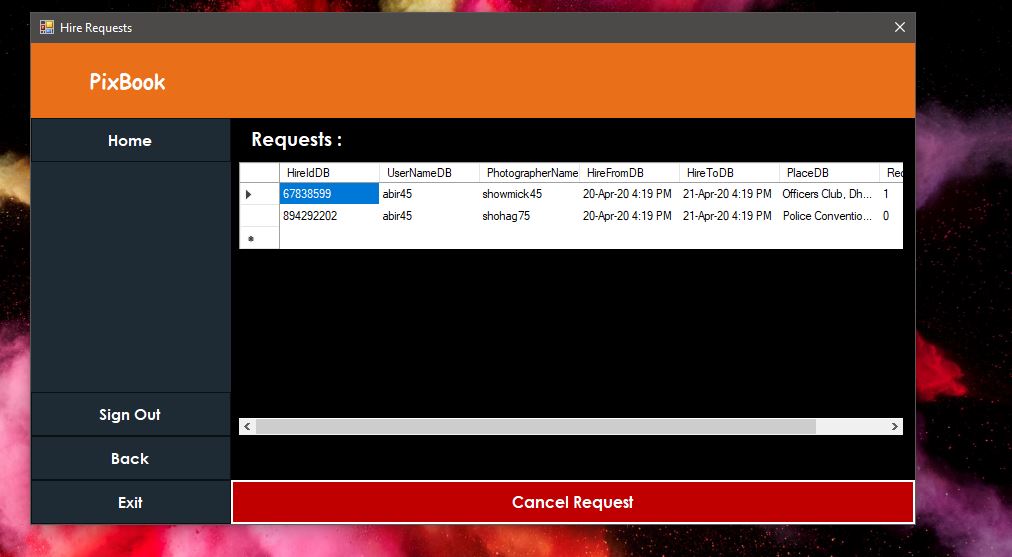 Hire Requests
PixBook
Home
Requests :
HireIdDB UserNameDB PhotographerName HireFromDB HireToDB PlaceDB Rec
67838599 abir45 showmick45 20-Apr-20 4:19 PM 21-Apr-20 4:19 PM Officers Club, Dh... 1
894292202 abir45 shohag75 20-Apr-20 4:19 PM 21-Apr-20 4:19 PM Police Conventio... 0
Sign Out
Back
Exit
Cancel Request